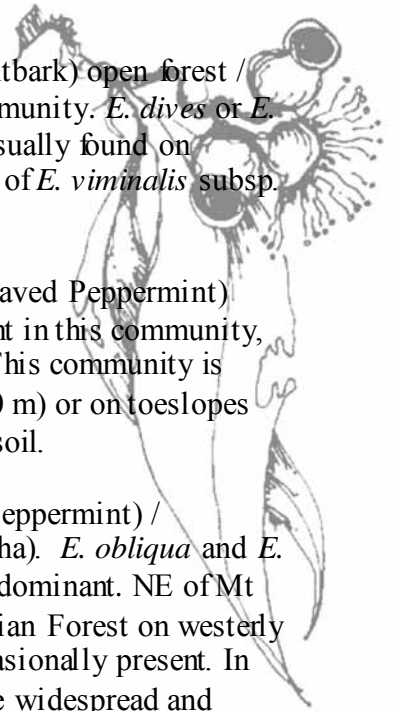 tbark) open forest /
munity. E. dives or E.
sually found on
of E. viminalis subsp.
aved Peppermint)
nt in this community,
This community is
0 m) or on toeslopes
soil.
eppermint) /
ha). E. obliqua and E.
dominant. NE of Mt
ian Forest on westerly
asionally present. In
e widespread and